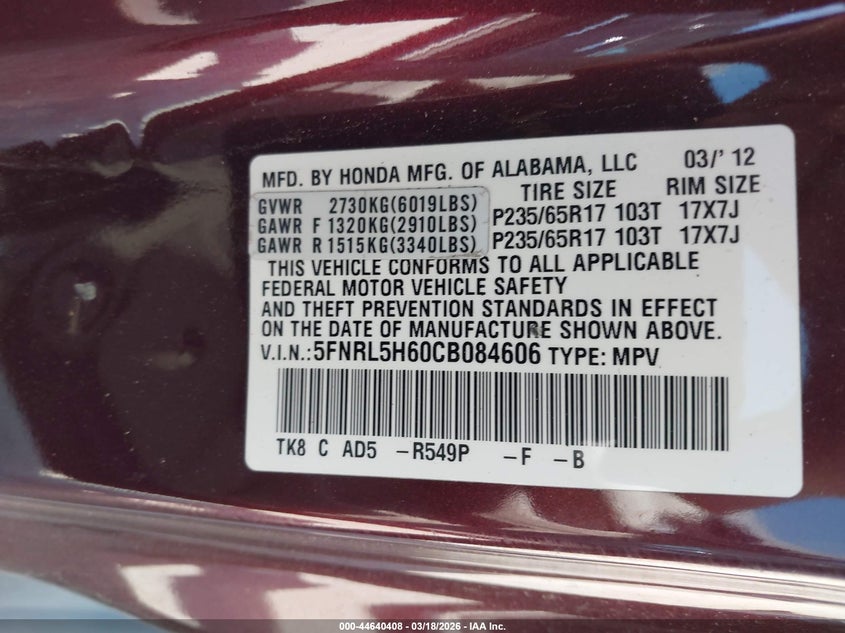 MFD. BY HONDA MFG. OF ALABAMA, LLC 03/' 12
TIRE SIZE RIM SIZE
GVWR 2730KG(6019LBS)
GAWR F 1320KG(2910LBS) P235/65R17 103T 17X7J
GAWR R 1515KG(3340LBS) P235/65R17 103T 17X7J
THIS VEHICLE CONFORMS TO ALL APPLICABLE
FEDERAL MOTOR VEHICLE SAFETY
AND THEFT PREVENTION STANDARDS IN EFFECT
ON THE DATE OF MANUFACTURE SHOWN ABOVE.
V.I.N.:5FNRL5H60CB084606 TYPE: MPV
TK8 C AD5 –R549P –F –B
000-44640408 - 03/18/2026 - IAA Inc.